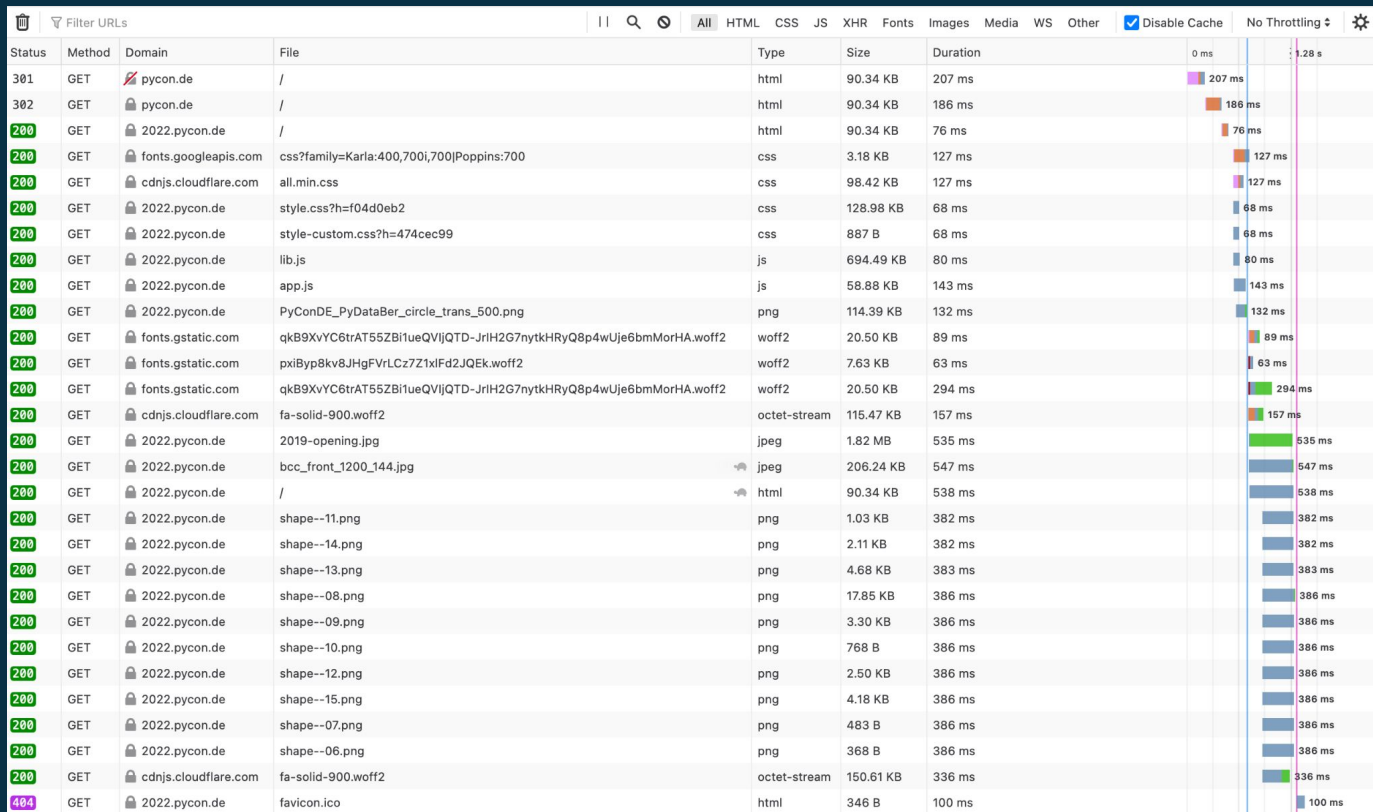 Filter URLs All HTML CSS JS XHR Fonts Images Media WS Other Disable Cache No Throttling
Status Method Domain File Type Size Duration 0 ms 1.28 s
301 GET pycon.de / html 90.34 KB 207 ms 207 ms
302 GET pycon.de / html 90.34 KB 186 ms 186 ms
200 GET 2022.pycon.de / html 90.34 KB 76 ms 76 ms
200 GET fonts.googleapis.com css?family=Karla:400,700i,700|Poppins:700 css 3.18 KB 127 ms 127 ms
200 GET cdnjs.cloudflare.com all.min.css css 98.42 KB 127 ms 127 ms
200 GET 2022.pycon.de style.css?h=f04d0eb2 css 128.98 KB 68 ms 68 ms
200 GET 2022.pycon.de style-custom.css?h=474cec99 css 887 B 68 ms 68 ms
200 GET 2022.pycon.de lib.js js 694.49 KB 80 ms 80 ms
200 GET 2022.pycon.de app.js js 58.88 KB 143 ms 143 ms
200 GET 2022.pycon.de PyConDE_PyDataBer_circle_trans_500.png png 114.39 KB 132 ms 132 ms
200 GET fonts.gstatic.com qkB9XvYC6trAT55ZBi1ueQVIjQTD-JrIH2G7nytkHRyQ8p4wUje6bmMorHA.woff2 woff2 20.50 KB 89 ms 89 ms
200 GET fonts.gstatic.com pxiByp8kv8JHgFVrLCz7Z1xlFd2JQEk.woff2 woff2 7.63 KB 63 ms 63 ms
200 GET fonts.gstatic.com qkB9XvYC6trAT55ZBi1ueQVIjQTD-JrIH2G7nytkHRyQ8p4wUje6bmMorHA.woff2 woff2 20.50 KB 294 ms 294 ms
200 GET cdnjs.cloudflare.com fa-solid-900.woff2 octet-stream 115.47 KB 157 ms 157 ms
200 GET 2022.pycon.de 2019-opening.jpg jpeg 1.82 MB 535 ms 535 ms
200 GET 2022.pycon.de bcc_front_1200_144.jpg jpeg 206.24 KB 547 ms 547 ms
200 GET 2022.pycon.de / html 90.34 KB 538 ms 538 ms
200 GET 2022.pycon.de shape--11.png png 1.03 KB 382 ms 382 ms
200 GET 2022.pycon.de shape--14.png png 2.11 KB 382 ms 382 ms
200 GET 2022.pycon.de shape--13.png png 4.68 KB 383 ms 383 ms
200 GET 2022.pycon.de shape--08.png png 17.85 KB 386 ms 386 ms
200 GET 2022.pycon.de shape--09.png png 3.30 KB 386 ms 386 ms
200 GET 2022.pycon.de shape--10.png png 768 B 386 ms 386 ms
200 GET 2022.pycon.de shape--12.png png 2.50 KB 386 ms 386 ms
200 GET 2022.pycon.de shape--15.png png 4.18 KB 386 ms 386 ms
200 GET 2022.pycon.de shape--07.png png 483 B 386 ms 386 ms
200 GET 2022.pycon.de shape--06.png png 368 B 386 ms 386 ms
200 GET cdnjs.cloudflare.com fa-solid-900.woff2 octet-stream 150.61 KB 336 ms 336 ms
404 GET 2022.pycon.de favicon.ico html 346 B 100 ms 100 ms